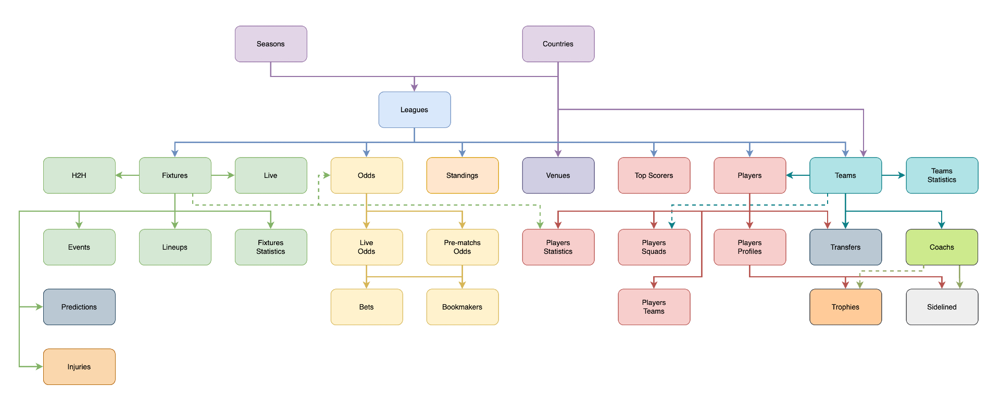 Seasons
Countries
Leagues
H2H
Fixtures
Live
Odds
Standings
Venues
Top Scorers
Players
Teams
Teams
Statistics
Events
Lineups
Fixtures
Statistics
Live
Odds
Pre-matchs
Odds
Players
Statistics
Players
Squads
Players
Profiles
Transfers
Coachs
Predictions
Bets
Bookmakers
Players
Teams
Trophies
Sidelined
Injuries